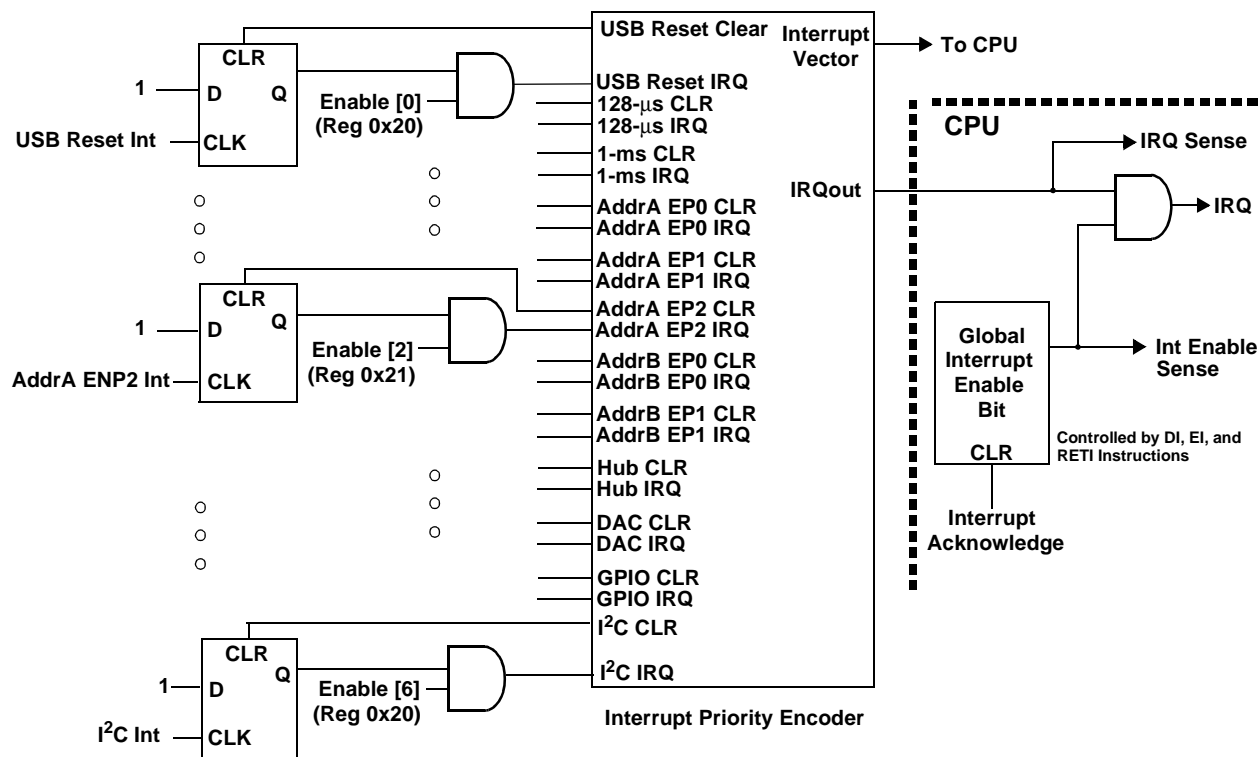 CLR
D
Q
CLK
1
USB Reset Int
Enable [0]
(Reg 0x20)
CLR
D
Q
CLK
1
AddrA ENP2 Int
Enable [2]
(Reg 0x21)
CLR
D
Q
CLK
1
I²C Int
Enable [6]
(Reg 0x20)
USB Reset Clear
USB Reset IRQ
128-μs CLR
128-μs IRQ
1-ms CLR
1-ms IRQ
AddrA EP0 CLR
AddrA EP0 IRQ
AddrA EP1 CLR
AddrA EP1 IRQ
AddrA EP2 CLR
AddrA EP2 IRQ
AddrB EP0 CLR
AddrB EP0 IRQ
AddrB EP1 CLR
AddrB EP1 IRQ
Hub CLR
Hub IRQ
DAC CLR
DAC IRQ
GPIO CLR
GPIO IRQ
I²C CLR
I²C IRQ
Interrupt
Vector
IRQout
Interrupt Priority Encoder
To CPU
CPU
IRQ Sense
IRQ
Global
Interrupt
Enable
Bit
CLR
Int Enable
Sense
Controlled by DI, EI, and
RETI Instructions
Interrupt
Acknowledge